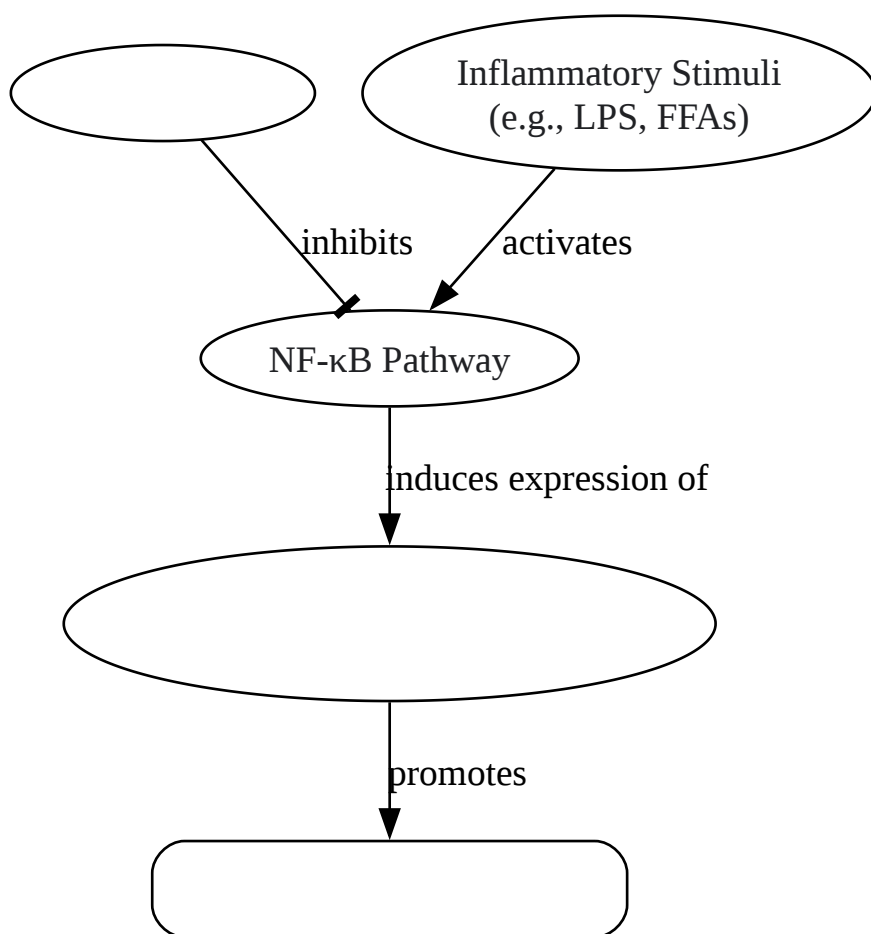 Inflammatory Stimuli
(e.g., LPS, FFAs)
inhibits
activates
NF-κB Pathway
induces expression of
promotes